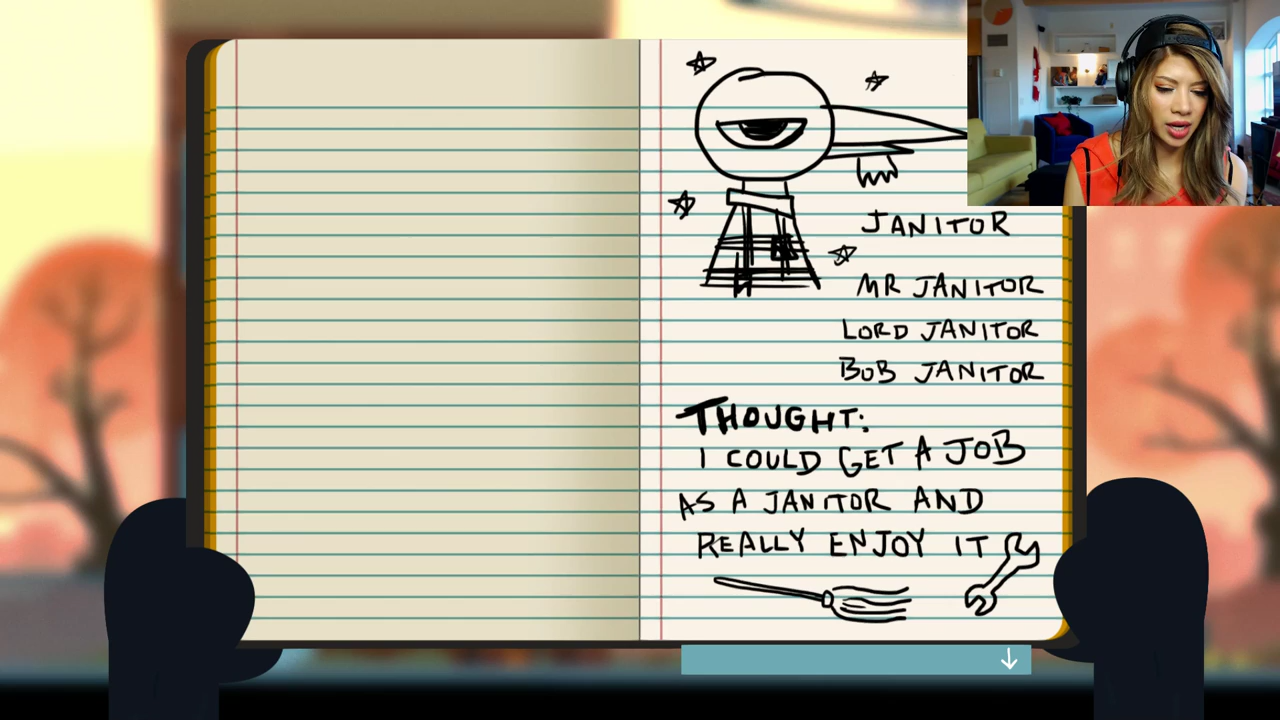 JANITOR
MR JANITOR
LORD JANITOR
BOB JANITOR
THOUGHT:
I COULD GET A JOB
AS A JANITOR AND
REALLY ENJOY IT